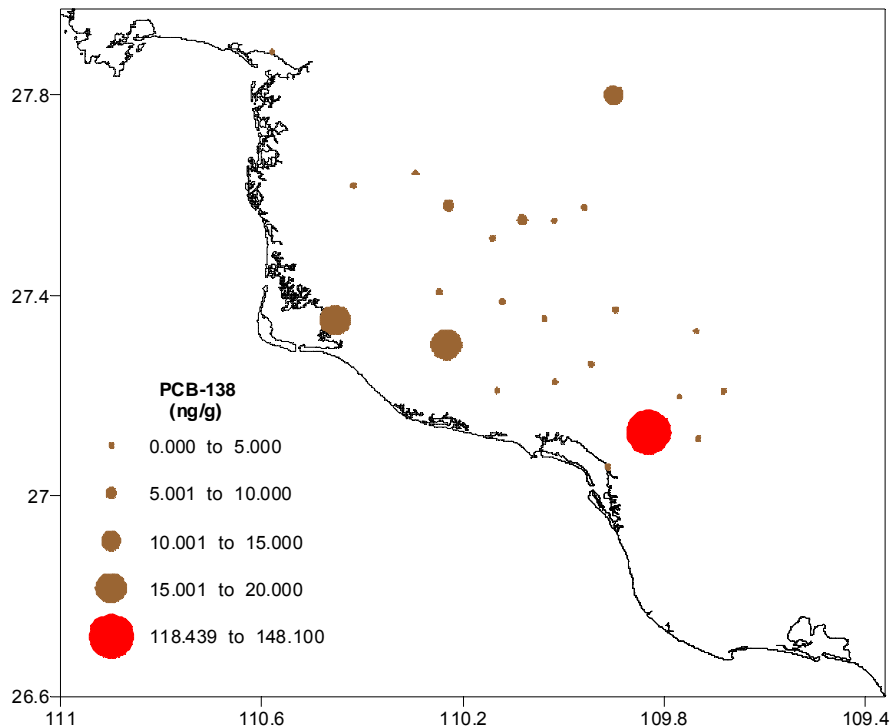 27.8
27.4
27
26.6
PCB-138
(ng/g)
0.000 to 5.000
5.001 to 10.000
10.001 to 15.000
15.001 to 20.000
118.439 to 148.100
111
110.6
110.2
109.8
109.4